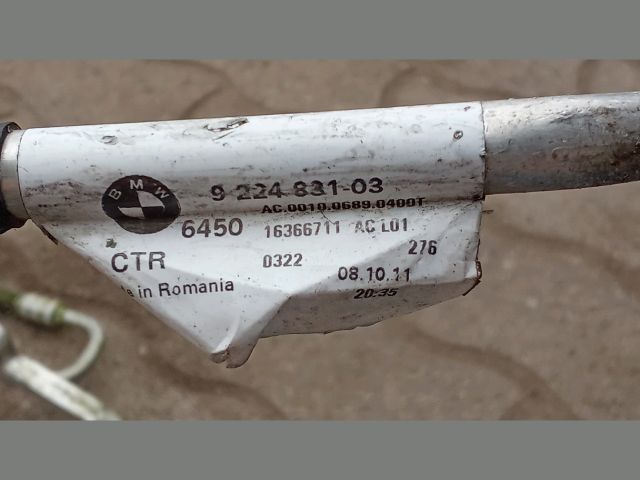 BMW
9 224 831-03
AC.0010.0689.0400T
6450 16366711 AC L01
CTR 0322 276
08.10.11
in Romania
20:35